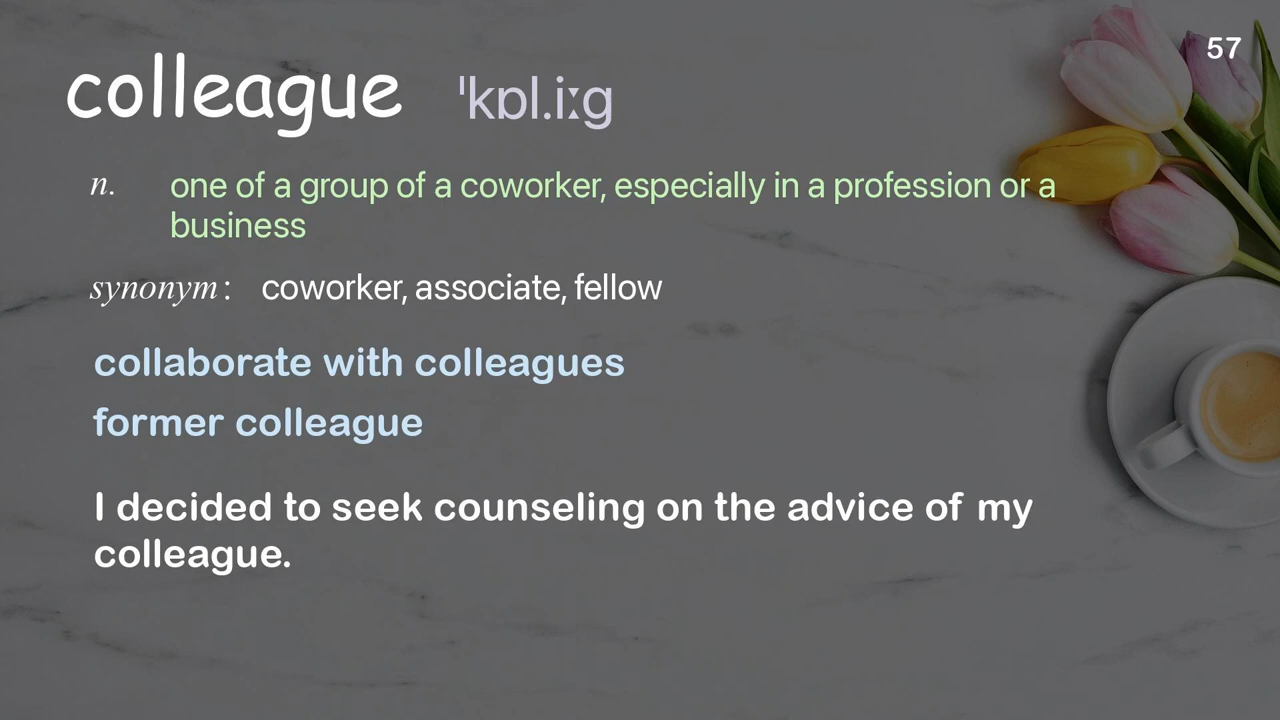 57
colleague ˈkɒl.iːg
n. one of a group of a coworker, especially in a profession or a
business
synonym: coworker, associate, fellow
collaborate with colleagues
former colleague
I decided to seek counseling on the advice of my
colleague.